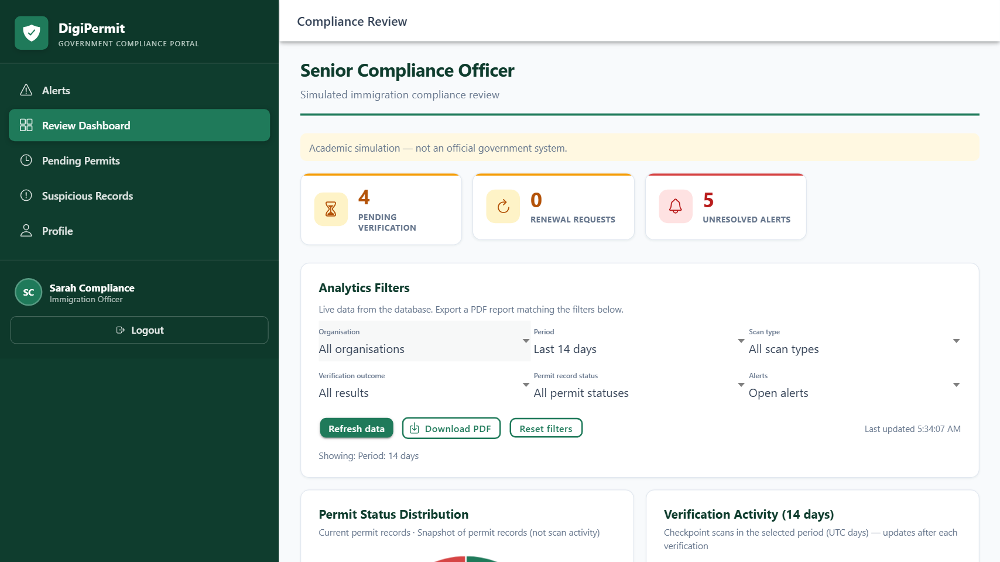 DigiPermit
GOVERNMENT COMPLIANCE PORTAL
Alerts
Review Dashboard
Pending Permits
Suspicious Records
Profile
SC
Sarah Compliance
Immigration Officer
Logout
Compliance Review
Senior Compliance Officer
Simulated immigration compliance review
Academic simulation — not an official government system.
4
PENDING
VERIFICATION
0
RENEWAL REQUESTS
5
UNRESOLVED ALERTS
Analytics Filters
Live data from the database. Export a PDF report matching the filters below.
Organisation
All organisations
Period
Last 14 days
Scan type
All scan types
Verification outcome
All results
Permit record status
All permit statuses
Alerts
Open alerts
Refresh data
Download PDF
Reset filters
Last updated 5:34:07 AM
Showing: Period: 14 days
Permit Status Distribution
Current permit records · Snapshot of permit records (not scan activity)
Verification Activity (14 days)
Checkpoint scans in the selected period (UTC days) — updates after each
verification